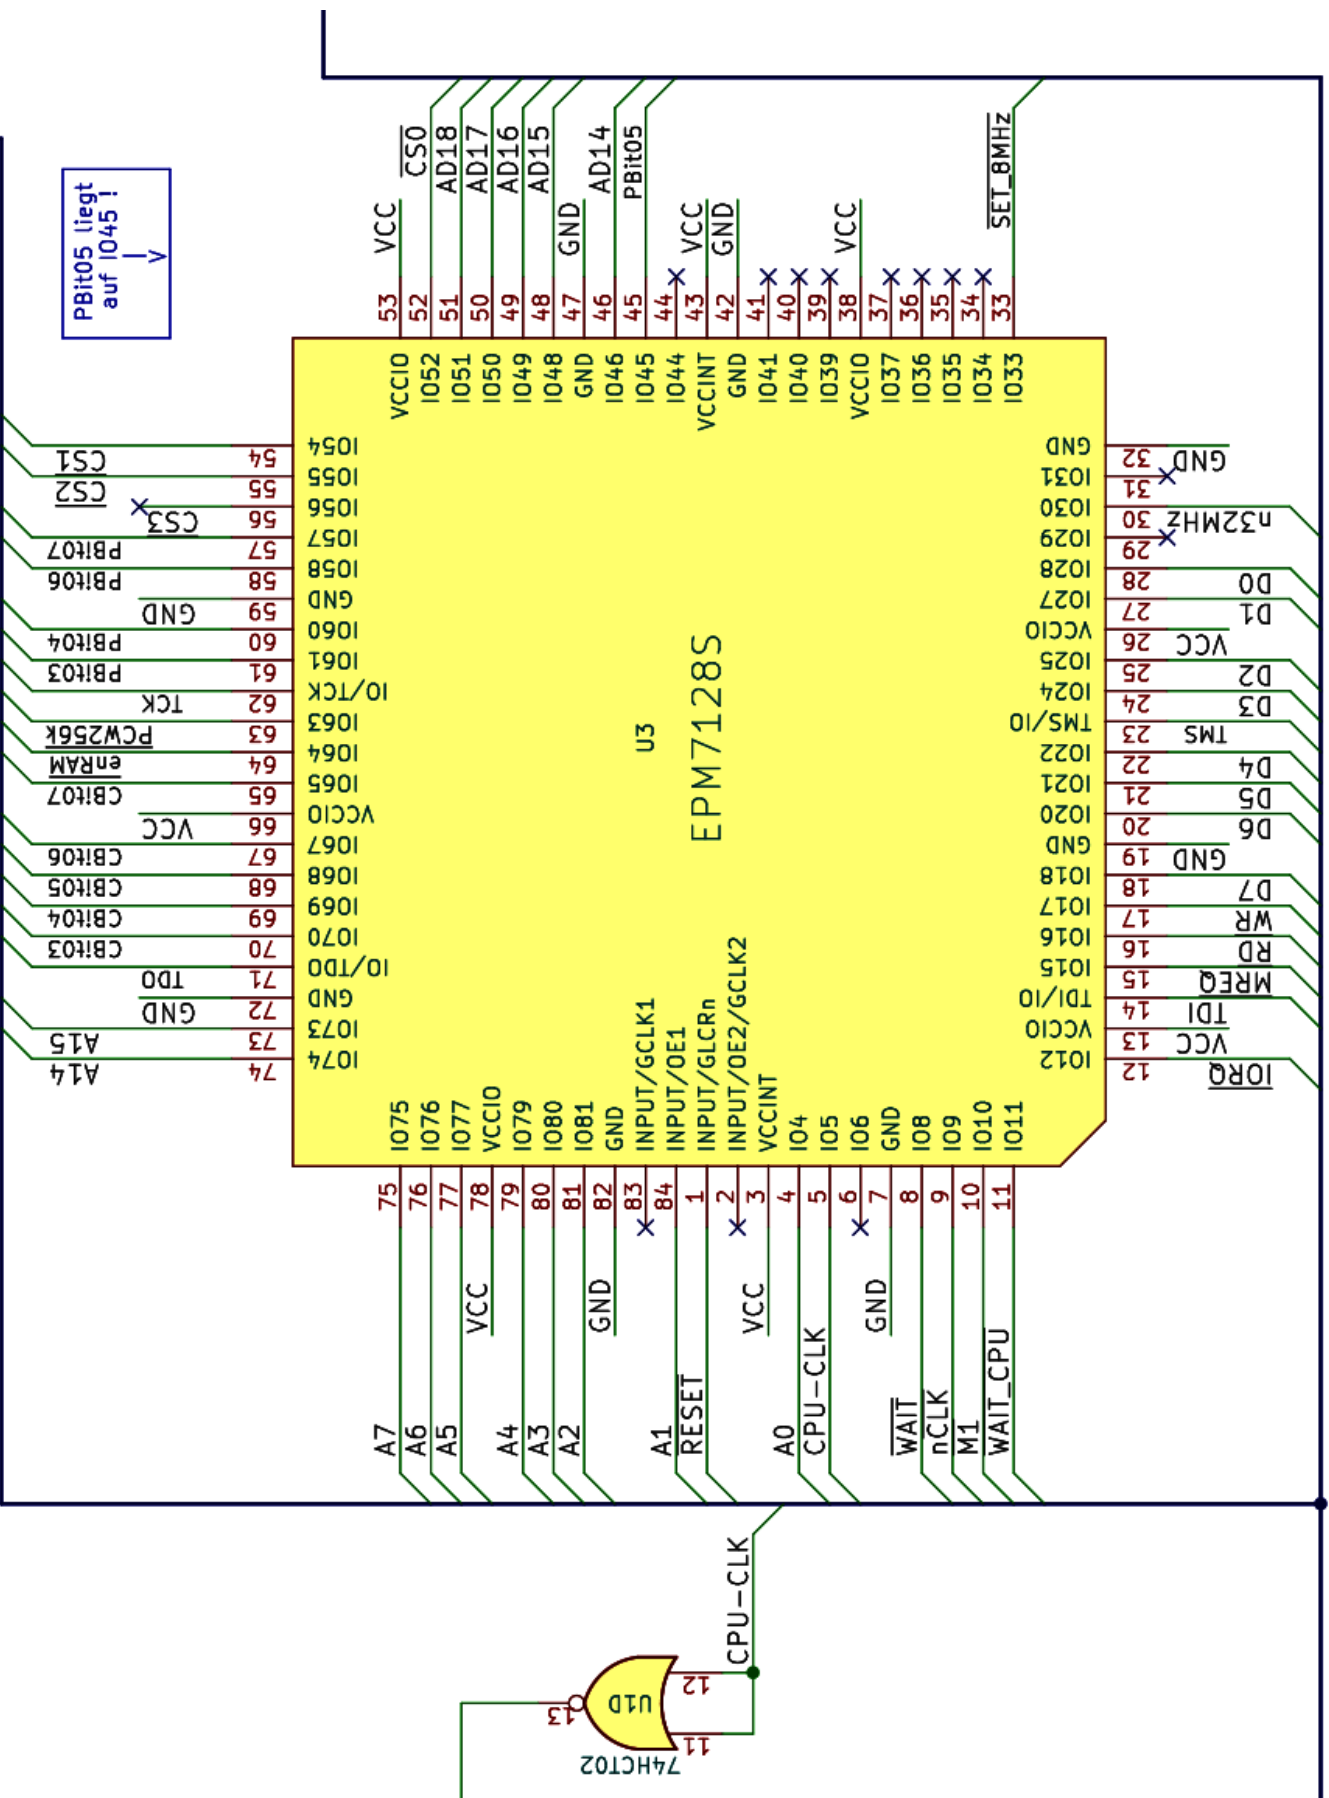 PBit05 liegt
auf IO45 !
|
V
VCC
CS0
AD18
AD17
AD16
AD15
GND
AD14
PBit05
VCC
GND
VCC
SET_8MHz
53
52
51
50
49
48
47
46
45
44
43
42
41
40
39
38
37
36
35
34
33
VCCIO
IO52
IO51
IO50
IO49
IO48
GND
IO46
IO45
IO44
VCCINT
GND
IO41
IO40
IO39
VCCIO
IO37
IO36
IO35
IO34
IO33
CS1 54 IO54
CS2 55 IO55
CS3 56 IO56
PBit07 57 IO57
PBit06 58 IO58
GND 59 GND
PBit04 60 IO60
PBit03 61 IO61
TCK 62 IO/TCK
PCW256k 63 IO63
enRAM 64 IO64
CBit07 65 IO65
VCC 66 VCCIO
CBit06 67 IO67
CBit05 68 IO68
CBit04 69 IO69
CBit03 70 IO70
TDO 71 IO/TDO
GND 72 GND
A15 73 IO73
A14 74 IO74
U3
EPM7128S
GND 32 GND
IO31 31
IO30 30 n32MHz
IO29 29
IO28 28 D0
IO27 27 D1
VCCIO 26 VCC
IO25 25 D2
IO24 24 D3
TMS/IO 23 TMS
IO22 22 D4
IO21 21 D5
IO20 20 D6
GND 19 GND
IO18 18 D7
IO17 17 WR
IO16 16 RD
IO15 15 MREQ
TDI/IO 14 TDI
VCCIO 13 VCC
IO12 12 IORQ
IO75
IO76
IO77
VCCIO
IO79
IO80
IO81
GND
INPUT/GCLK1
INPUT/OE1
INPUT/GLCRn
INPUT/OE2/GCLK2
VCCINT
IO4
IO5
IO6
GND
IO8
IO9
IO10
IO11
75
76
77
78
79
80
81
82
83
84
1
2
3
4
5
6
7
8
9
10
11
A7
A6
A5
VCC
A4
A3
A2
GND
A1
RESET
VCC
A0
CPU-CLK
GND
WAIT
nCLK
M1
WAIT_CPU
CPU-CLK
12
U1D
13
11
74HCT02